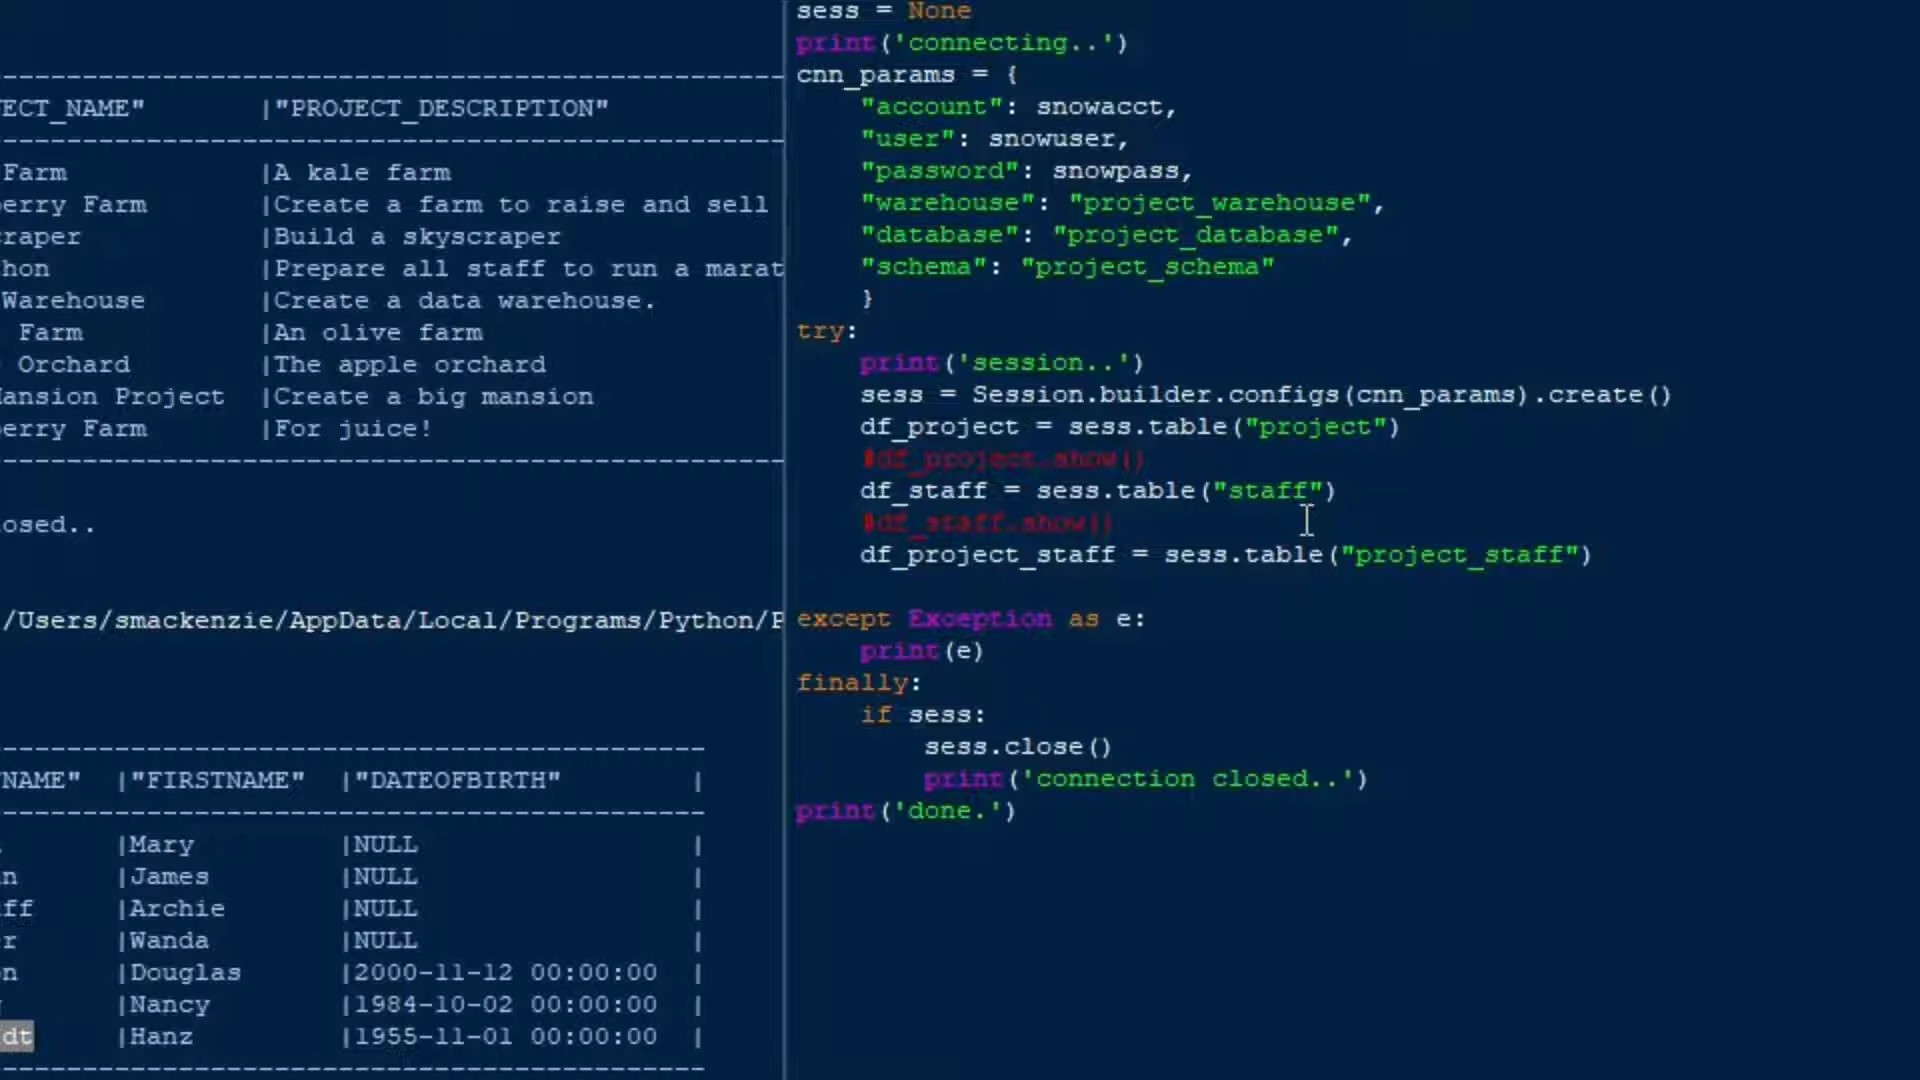 ECT_NAME" |"PROJECT_DESCRIPTION"
Farm |A kale farm
erry Farm |Create a farm to raise and sell
raper |Build a skyscraper
hon |Prepare all staff to run a marat
Warehouse |Create a data warehouse.
Farm |An olive farm
Orchard |The apple orchard
ansion Project |Create a big mansion
erry Farm |For juice!
osed..
/Users/smackenzie/AppData/Local/Programs/Python/P
NAME" |"FIRSTNAME" |"DATEOFBIRTH" |
|Mary |NULL |
n |James |NULL |
ff |Archie |NULL |
r |Wanda |NULL |
n |Douglas |2000-11-12 00:00:00 |
|Nancy |1984-10-02 00:00:00 |
dt |Hanz |1955-11-01 00:00:00 |
sess = None
print('connecting..')
cnn_params = {
"account": snowacct,
"user": snowuser,
"password": snowpass,
"warehouse": "project_warehouse",
"database": "project_database",
"schema": "project_schema"
}
try:
print('session..')
sess = Session.builder.configs(cnn_params).create()
df_project = sess.table("project")
#df_project.show()
df_staff = sess.table("staff")
#df_staff.show()
df_project_staff = sess.table("project_staff")
except Exception as e:
print(e)
finally:
if sess:
sess.close()
print('connection closed..')
print('done.')